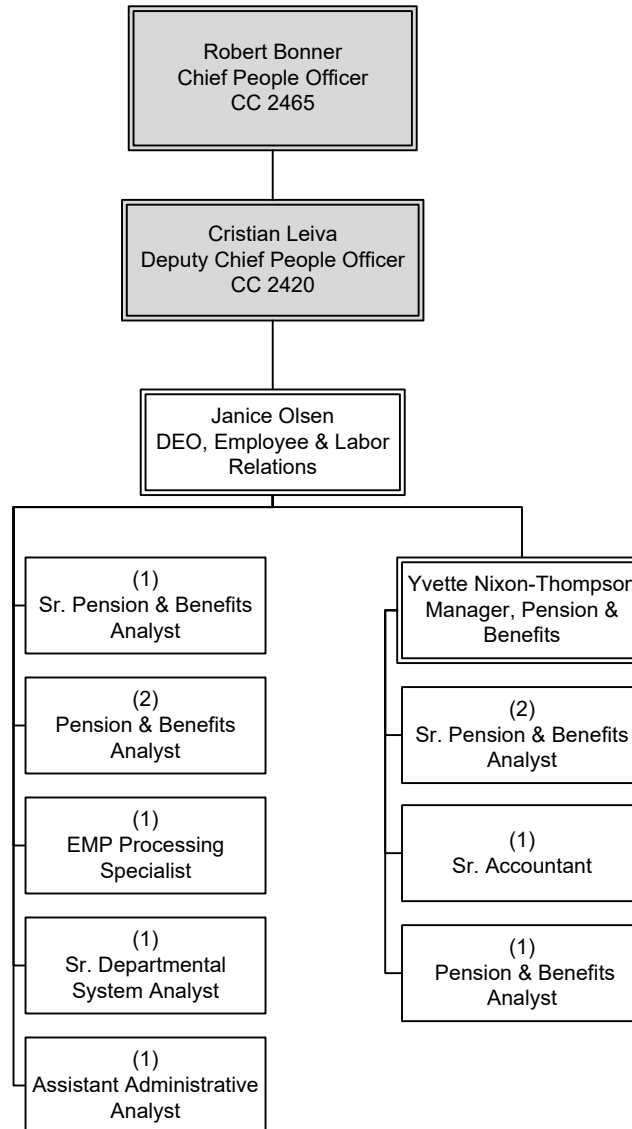 Robert Bonner
Chief People Officer
CC 2465
Cristian Leiva
Deputy Chief People Officer
CC 2420
Janice Olsen
DEO, Employee & Labor
Relations
(1)
Sr. Pension & Benefits
Analyst
(2)
Pension & Benefits
Analyst
(1)
EMP Processing
Specialist
(1)
Sr. Departmental
System Analyst
(1)
Assistant Administrative
Analyst
Yvette Nixon-Thompson
Manager, Pension &
Benefits
(2)
Sr. Pension & Benefits
Analyst
(1)
Sr. Accountant
(1)
Pension & Benefits
Analyst